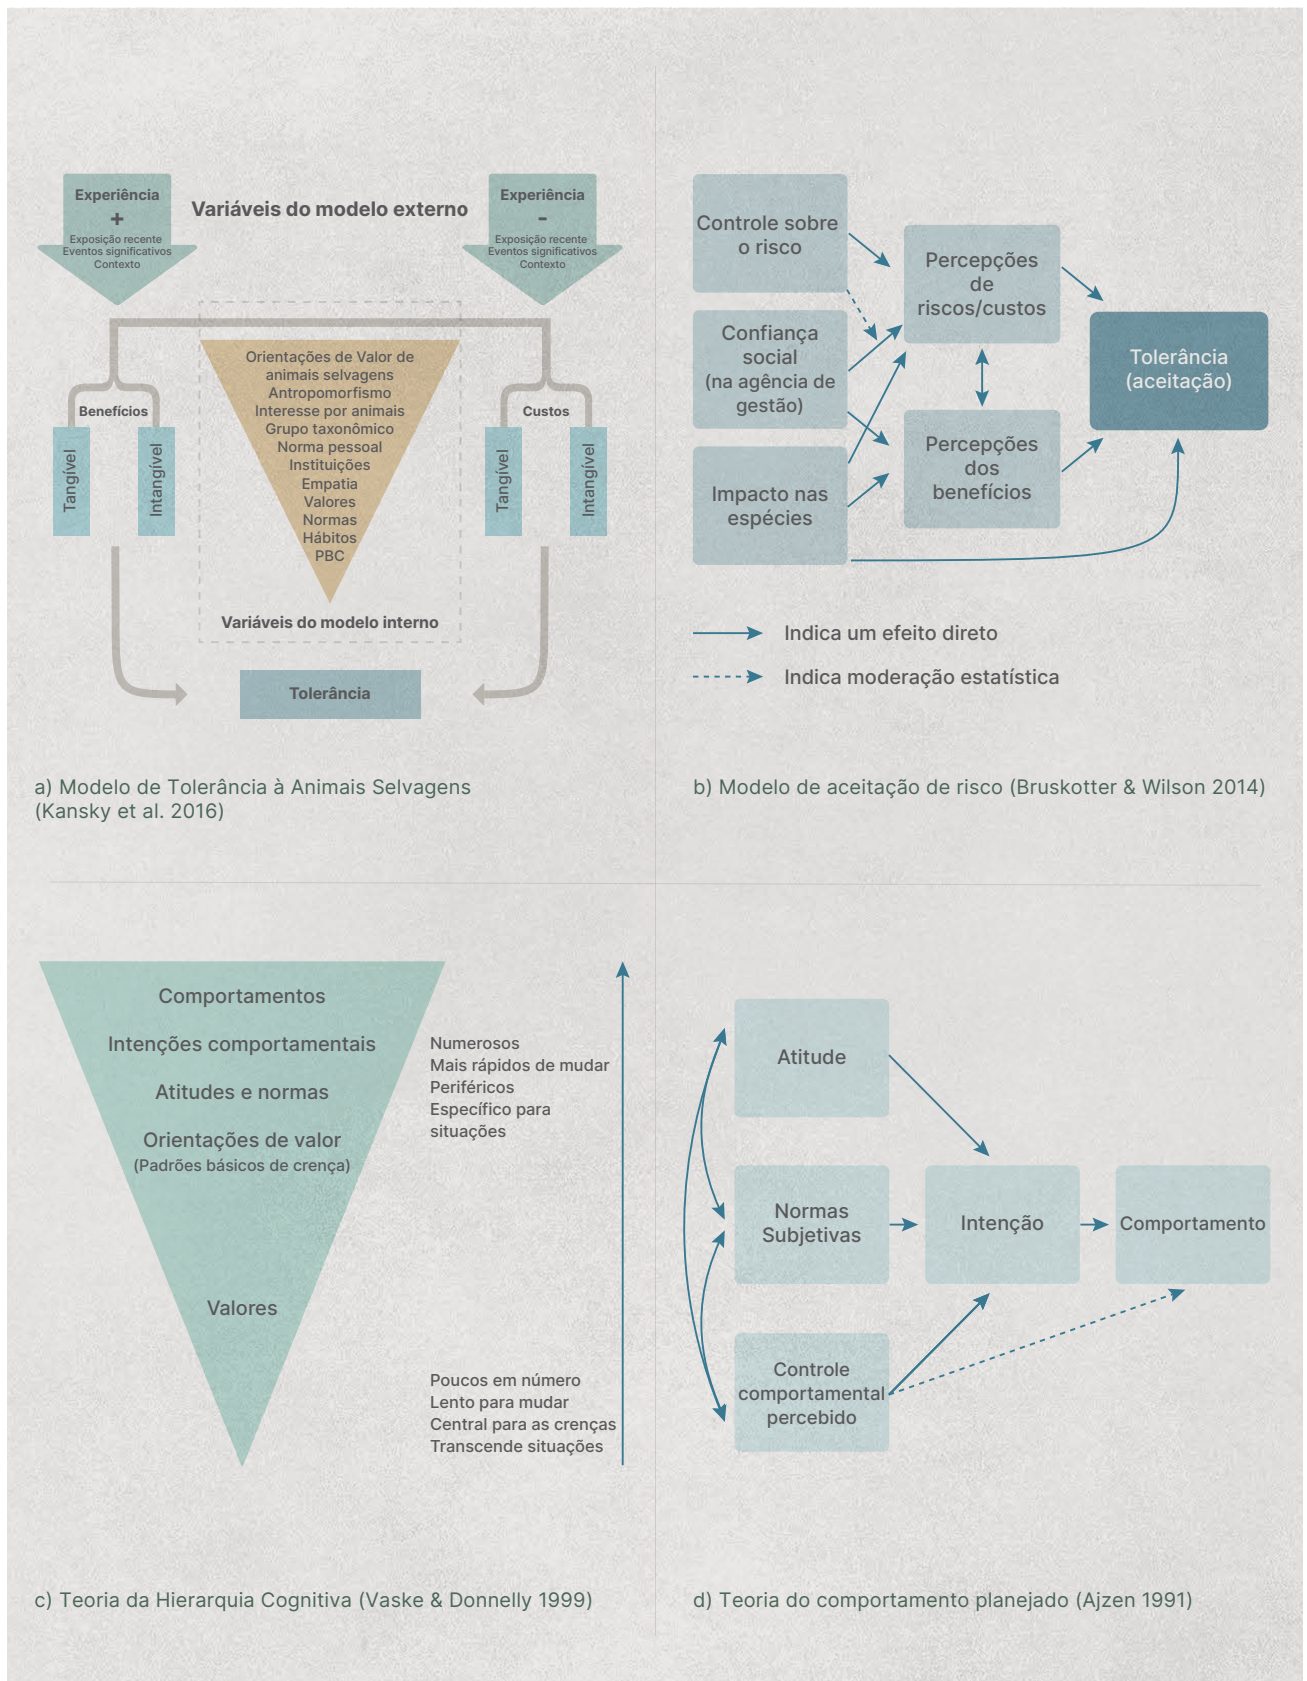 Experiência
+
Exposição recente
Eventos significativos
Contexto
Variáveis do modelo externo
Experiência
-
Exposição recente
Eventos significativos
Contexto
Benefícios
Tangível
Intangível
Orientações de Valor de
animais selvagens
Antropomorfismo
Interesse por animais
Grupo taxonômico
Norma pessoal
Instituições
Empatia
Valores
Normas
Hábitos
PBC
Variáveis do modelo interno
Custos
Tangível
Intangível
Tolerância
a) Modelo de Tolerância à Animais Selvagens
(Kansky et al. 2016)
Controle sobre
o risco
Confiança
social
(na agência de
gestão)
Impacto nas
espécies
Percepções
de
riscos/custos
Percepções
dos
benefícios
Tolerância
(aceitação)
Indica um efeito direto
Indica moderação estatística
b) Modelo de aceitação de risco (Bruskotter & Wilson 2014)
Comportamentos
Intenções comportamentais
Atitudes e normas
Orientações de valor
(Padrões básicos de crença)
Valores
Numerosos
Mais rápidos de mudar
Periféricos
Específico para
situações
Poucos em número
Lento para mudar
Central para as crenças
Transcende situações
c) Teoria da Hierarquia Cognitiva (Vaske & Donnelly 1999)
Atitude
Normas
Subjetivas
Controle
comportamental
percebido
Intenção
Comportamento
d) Teoria do comportamento planejado (Ajzen 1991)